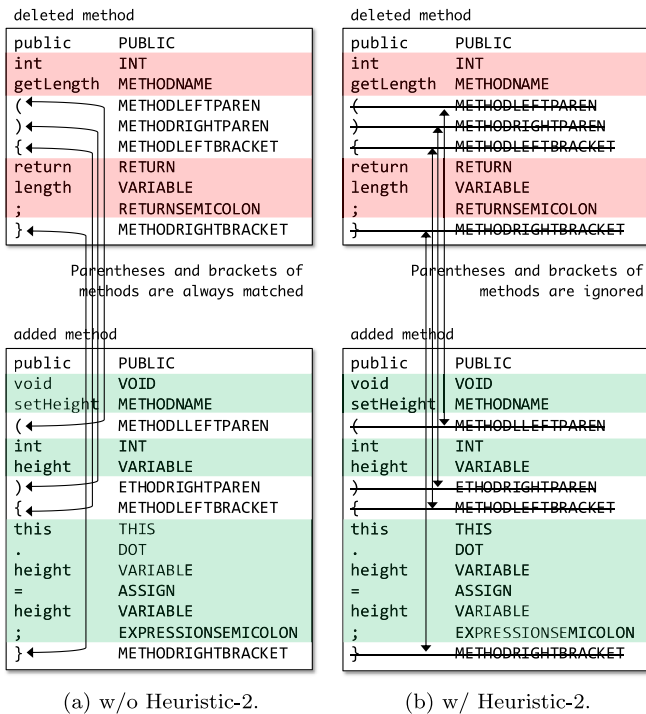 deleted method
public PUBLIC
int INT
getLength METHODNAME
( METHODLEFTPAREN
) METHODRIGHTPAREN
{ METHODLEFTBRACKET
return RETURN
length VARIABLE
; RETURNSEMICOLON
} METHODRIGHTBRACKET
Parentheses and brackets of
methods are always matched
added method
public PUBLIC
void VOID
setHeight METHODNAME
( METHODLLEFTPAREN
int INT
height VARIABLE
) ETHODRIGHTPAREN
{ METHODLEFTBRACKET
this THIS
. DOT
height VARIABLE
= ASSIGN
height VARIABLE
; EXPRESSIONSEMICOLON
} METHODRIGHTBRACKET
(a) w/o Heuristic-2.
deleted method
public PUBLIC
int INT
getLength METHODNAME
( METHODLEFTPAREN
) METHODRIGHTPAREN
{ METHODLEFTBRACKET
return RETURN
length VARIABLE
; RETURNSEMICOLON
} METHODRIGHTBRACKET
Parentheses and brackets of
methods are ignored
added method
public PUBLIC
void VOID
setHeight METHODNAME
( METHODLLEFTPAREN
int INT
height VARIABLE
) ETHODRIGHTPAREN
{ METHODLEFTBRACKET
this THIS
. DOT
height VARIABLE
= ASSIGN
height VARIABLE
; EXPRESSIONSEMICOLON
} METHODRIGHTBRACKET
(b) w/ Heuristic-2.